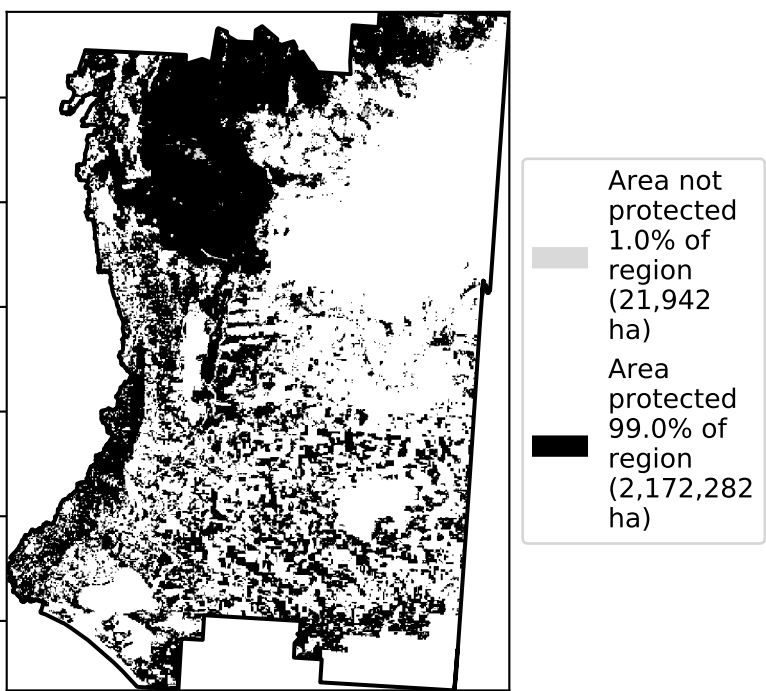 Area not
protected
1.0% of
region
(21,942
ha)
Area
protected
99.0% of
region
(2,172,282
ha)